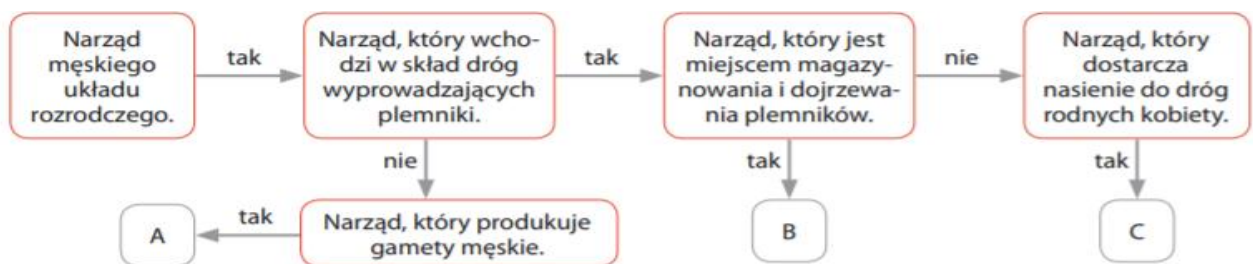 Narząd
męskiego
układu
rozrodczego.
tak
Narząd, który wcho-
dzi w skład dróg
wyprowadzających
plemniki.
tak
Narząd, który jest
miejscem magazy-
nowania i dojrzewa-
nia plemników.
nie
Narząd, który
dostarcza
nasienie do dróg
rodnych kobiety.
nie
tak
tak
A
tak
Narząd, który produkuje
gamety męskie.
B
C